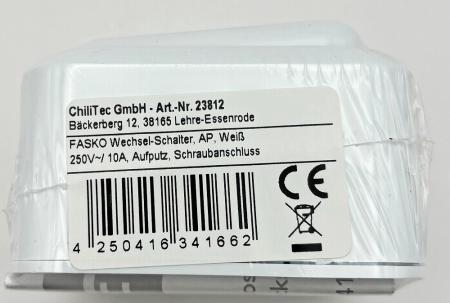 ChiliTec GmbH - Art.-Nr. 23812
Bäckerberg 12, 38165 Lehre-Essenrode
FASKO Wechsel-Schalter, AP, Weiß
250V~/ 10A, Aufputz, Schraubanschluss
CE
4 250416 341662